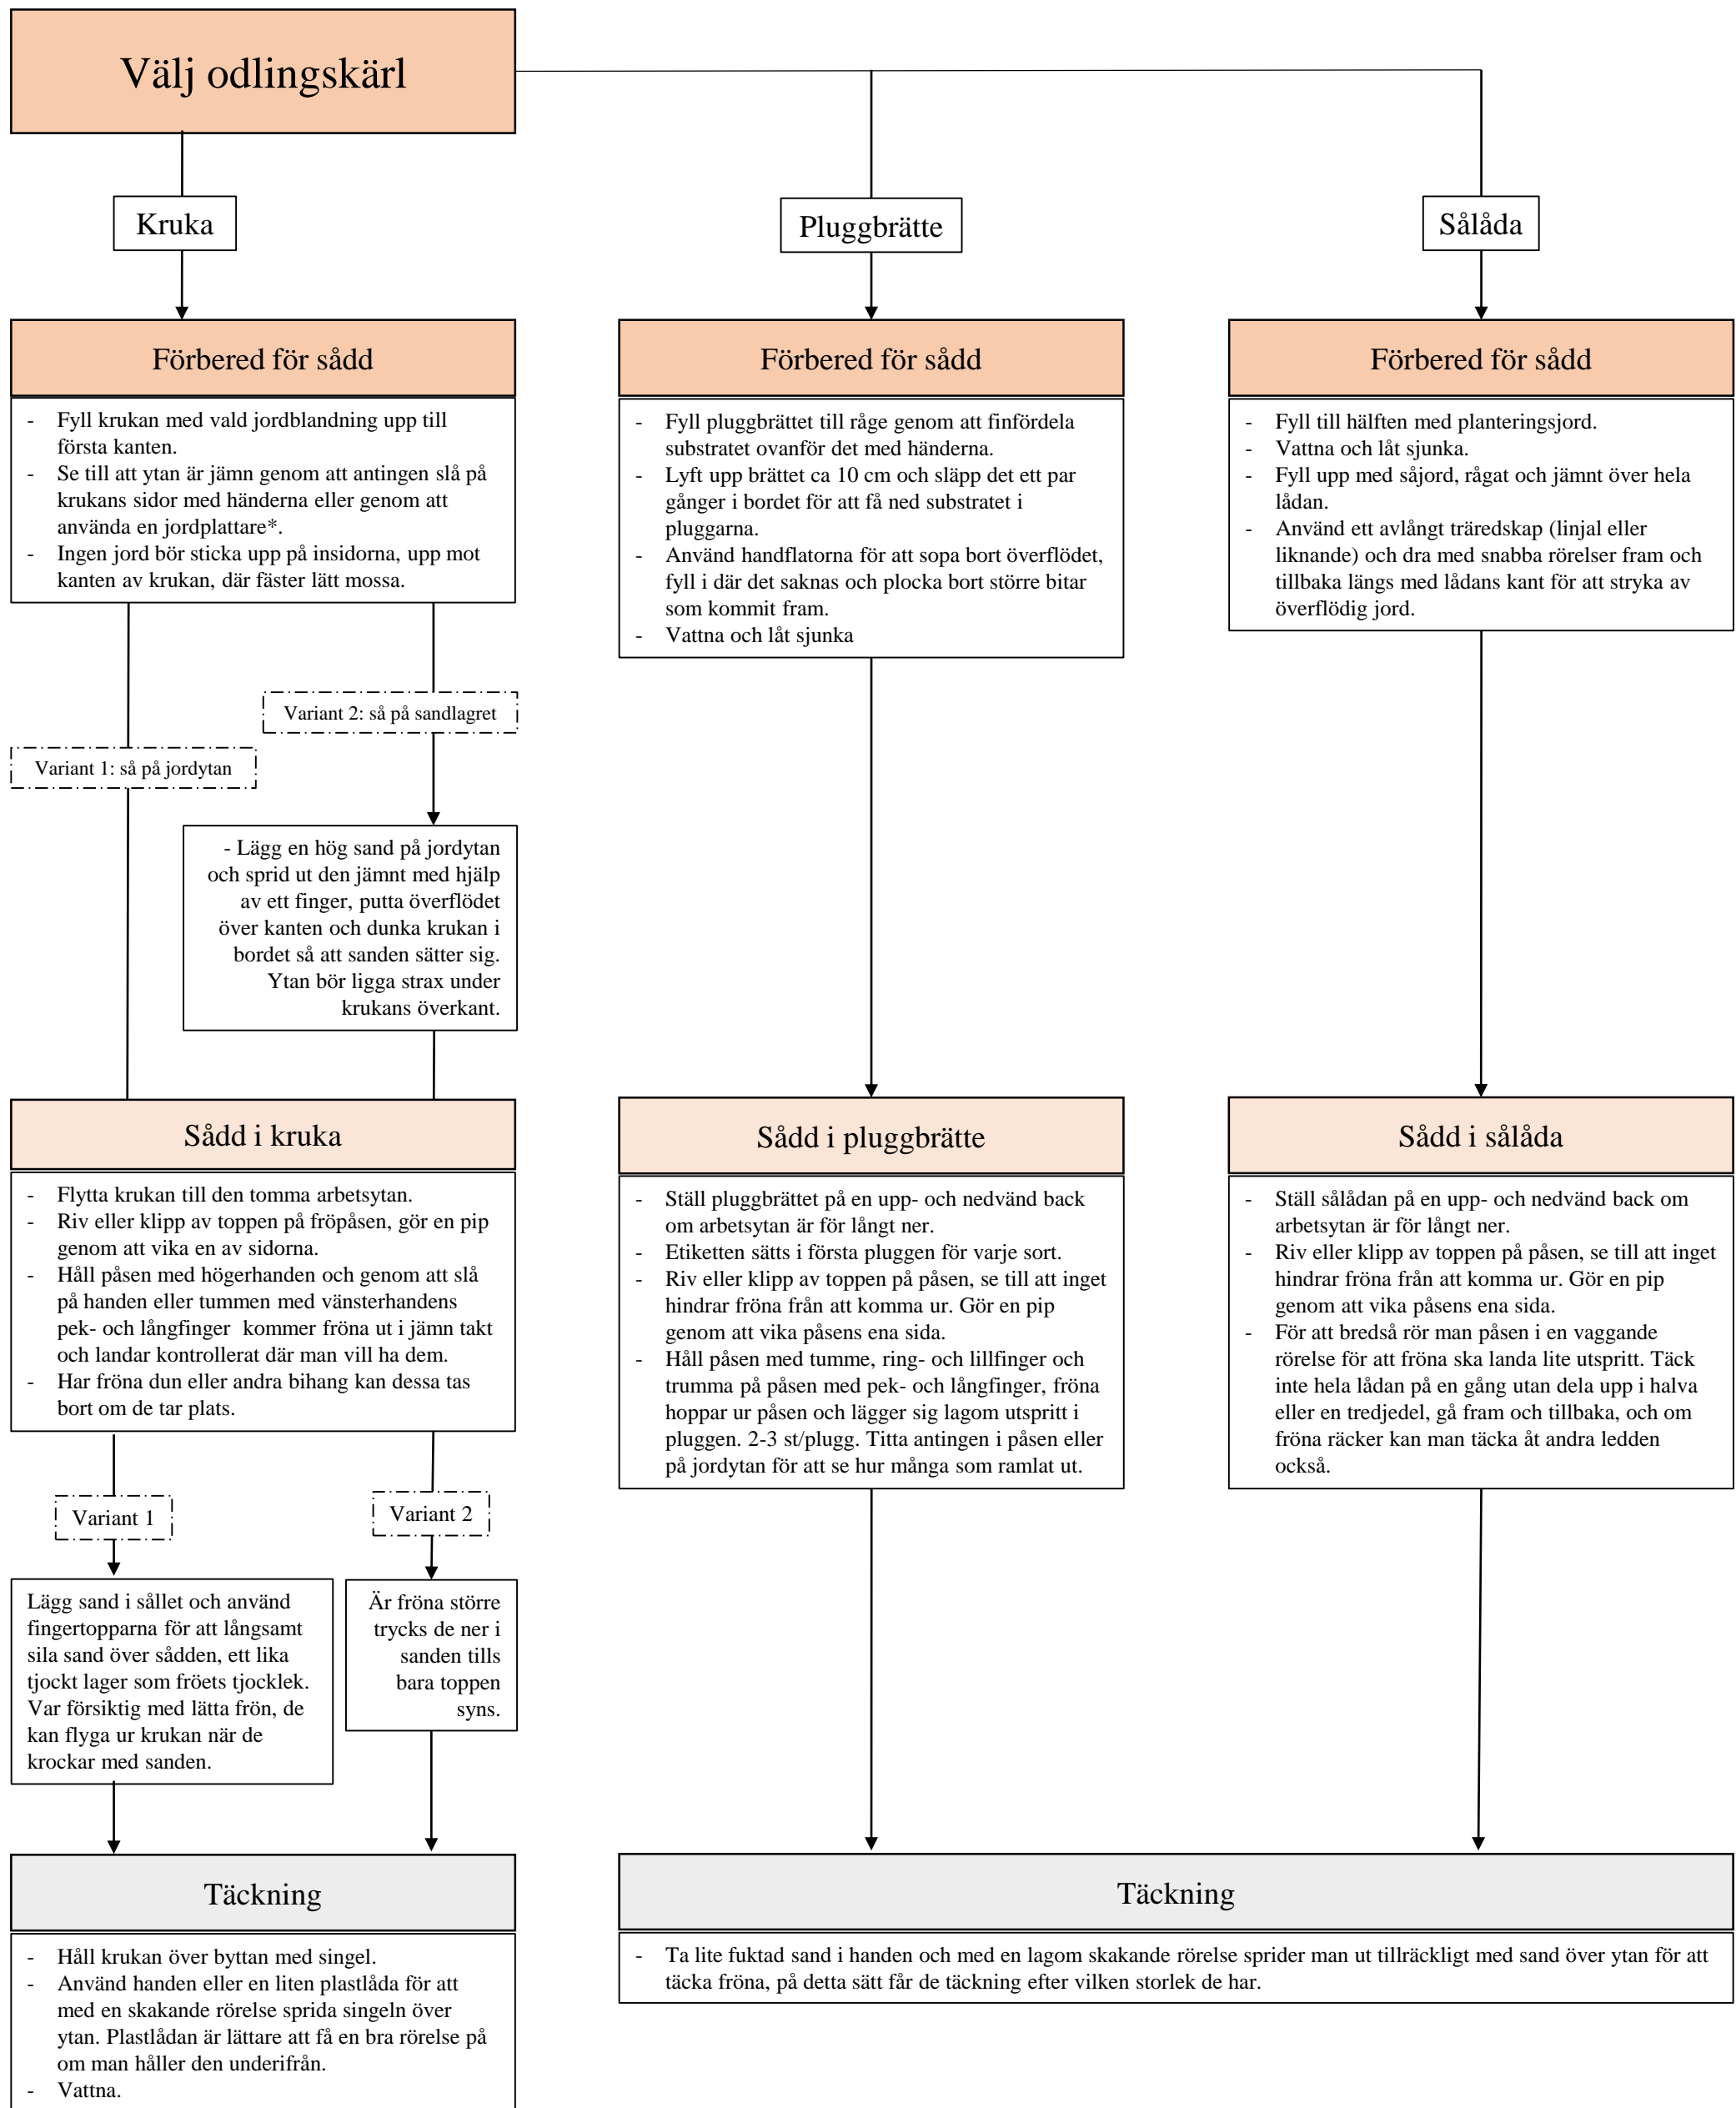 Välj odlingskärl
Kruka
Pluggbrätte
Sålåda
Förbered för sådd
- Fyll krukan med vald jordblandning upp till
första kanten.
- Se till att ytan är jämn genom att antingen slå på
krukans sidor med händerna eller genom att
använda en jordplattare*.
- Ingen jord bör sticka upp på insidorna, upp mot
kanten av krukan, där fäster lätt mossa.
Förbered för sådd
- Fyll pluggbrättet till råge genom att finfördela
substratet ovanför det med händerna.
- Lyft upp brättet ca 10 cm och släpp det ett par
gånger i bordet för att få ned substratet i
pluggarna.
- Använd handflatorna för att sopa bort överflödet,
fyll i där det saknas och plocka bort större bitar
som kommit fram.
- Vattna och låt sjunka
Förbered för sådd
- Fyll till hälften med planteringsjord.
- Vattna och låt sjunka.
- Fyll upp med såjord, rågat och jämnt över hela
lådan.
- Använd ett avlångt träredskap (linjal eller
liknande) och dra med snabba rörelser fram och
tillbaka längs med lådans kant för att stryka av
överflödig jord.
Variant 2: så på sandlagret
Variant 1: så på jordytan
- Lägg en hög sand på jordytan
och sprid ut den jämnt med hjälp
av ett finger, putta överflödet
över kanten och dunka krukan i
bordet så att sanden sätter sig.
Ytan bör ligga strax under
krukans överkant.
Sådd i kruka
- Flytta krukan till den tomma arbetsytan.
- Riv eller klipp av toppen på fröpåsen, gör en pip
genom att vika en av sidorna.
- Håll påsen med högerhanden och genom att slå
på handen eller tummen med vänsterhandens
pek- och långfinger kommer fröna ut i jämn takt
och landar kontrollerat där man vill ha dem.
- Har fröna dun eller andra bihang kan dessa tas
bort om de tar plats.
Sådd i pluggbrätte
- Ställ pluggbrättet på en upp- och nedvänd back
om arbetsytan är för långt ner.
- Etiketten sätts i första pluggen för varje sort.
- Riv eller klipp av toppen på påsen, se till att inget
hindrar fröna från att komma ur. Gör en pip
genom att vika påsens ena sida.
- Håll påsen med tumme, ring- och lillfinger och
trumma på påsen med pek- och långfinger, fröna
hoppar ur påsen och lägger sig lagom utspritt i
pluggen. 2-3 st/plugg. Titta antingen i påsen eller
på jordytan för att se hur många som ramlat ut.
Sådd i sålåda
- Ställ sålådan på en upp- och nedvänd back om
arbetsytan är för långt ner.
- Riv eller klipp av toppen på påsen, se till att inget
hindrar fröna från att komma ur. Gör en pip
genom att vika påsens ena sida.
- För att bredså rör man påsen i en vaggande
rörelse för att fröna ska landa lite utspritt. Täck
inte hela lådan på en gång utan dela upp i halva
eller en tredjedel, gå fram och tillbaka, och om
fröna räcker kan man täcka åt andra ledden
också.
Variant 1
Variant 2
Lägg sand i sållet och använd
fingertopparna för att långsamt
sila sand över sådden, ett lika
tjockt lager som fröets tjocklek.
Var försiktig med lätta frön, de
kan flyga ur krukan när de
krockar med sanden.
Är fröna större
trycks de ner i
sanden tills
bara toppen
syns.
Täckning
- Håll krukan över byttan med singel.
- Använd handen eller en liten plastlåda för att
med en skakande rörelse sprida singeln över
ytan. Plastlådan är lättare att få en bra rörelse på
om man håller den underifrån.
- Vattna.
Täckning
- Ta lite fuktad sand i handen och med en lagom skakande rörelse sprider man ut tillräckligt med sand över ytan för att
täcka fröna, på detta sätt får de täckning efter vilken storlek de har.